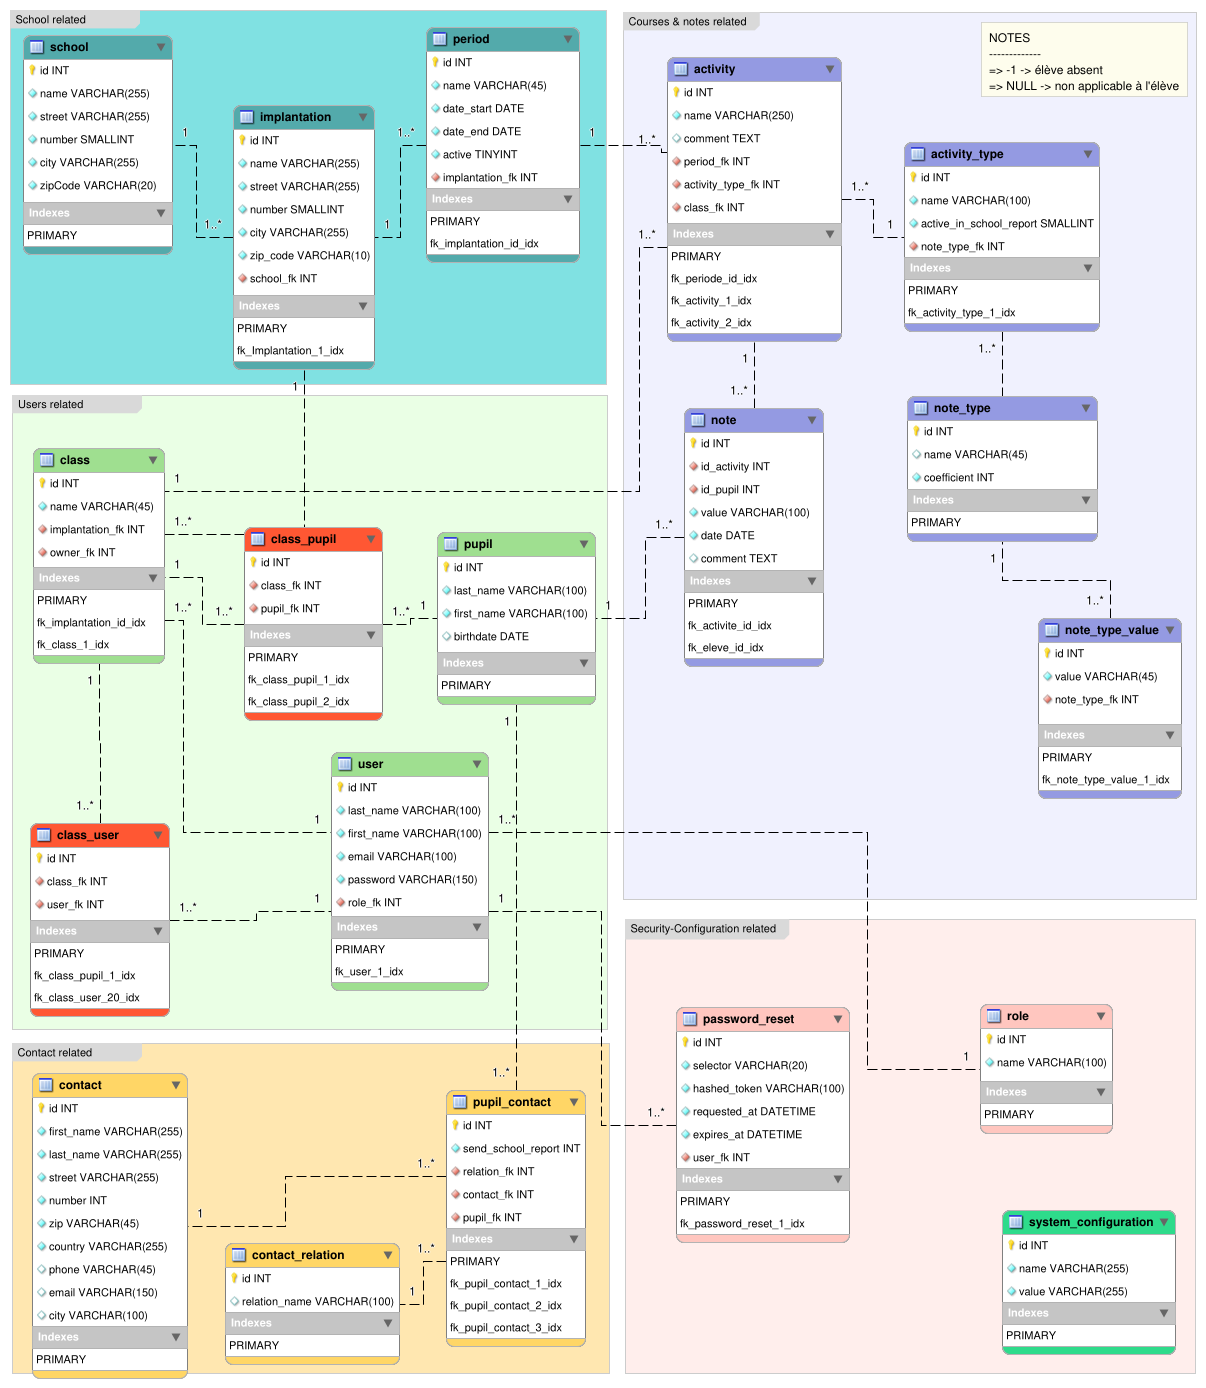 School related
school
id INT
name VARCHAR(255)
street VARCHAR(255)
number SMALLINT
city VARCHAR(255)
zipCode VARCHAR(20)
Indexes
PRIMARY
1
1..*
implantation
id INT
name VARCHAR(255)
street VARCHAR(255)
number SMALLINT
city VARCHAR(255)
zip_code VARCHAR(10)
school_fk INT
Indexes
PRIMARY
fk_Implantation_1_idx
1
1..*
1
period
id INT
name VARCHAR(45)
date_start DATE
date_end DATE
active TINYINT
implantation_fk INT
Indexes
PRIMARY
fk_implantation_id_idx
1
1..*
Courses & notes related
NOTES
-------------
=> -1 -> élève absent
=> NULL -> non applicable à l'élève
activity
id INT
name VARCHAR(250)
comment TEXT
period_fk INT
activity_type_fk INT
class_fk INT
Indexes
PRIMARY
fk_periode_id_idx
fk_activity_1_idx
fk_activity_2_idx
1..*
1..*
1
1
1..*
activity_type
id INT
name VARCHAR(100)
active_in_school_report SMALLINT
note_type_fk INT
Indexes
PRIMARY
fk_activity_type_1_idx
1..*
note_type
id INT
name VARCHAR(45)
coefficient INT
Indexes
PRIMARY
1
1..*
note
id INT
id_activity INT
id_pupil INT
value VARCHAR(100)
date DATE
comment TEXT
Indexes
PRIMARY
fk_activite_id_idx
fk_eleve_id_idx
1..*
note_type_value
id INT
value VARCHAR(45)
note_type_fk INT
Indexes
PRIMARY
fk_note_type_value_1_idx
Users related
class
id INT
name VARCHAR(45)
implantation_fk INT
owner_fk INT
Indexes
PRIMARY
fk_implantation_id_idx
fk_class_1_idx
1
1..*
1
1..*
1
1..*
class_pupil
id INT
class_fk INT
pupil_fk INT
Indexes
PRIMARY
fk_class_pupil_1_idx
fk_class_pupil_2_idx
1..*
1..*
1
pupil
id INT
last_name VARCHAR(100)
first_name VARCHAR(100)
birthdate DATE
Indexes
PRIMARY
1
1
user
id INT
last_name VARCHAR(100)
first_name VARCHAR(100)
email VARCHAR(100)
password VARCHAR(150)
role_fk INT
Indexes
PRIMARY
fk_user_1_idx
1
1..*
1
1
class_user
id INT
class_fk INT
user_fk INT
Indexes
PRIMARY
fk_class_pupil_1_idx
fk_class_user_20_idx
1..*
Security-Configuration related
password_reset
id INT
selector VARCHAR(20)
hashed_token VARCHAR(100)
requested_at DATETIME
expires_at DATETIME
user_fk INT
Indexes
PRIMARY
fk_password_reset_1_idx
1..*
1
role
id INT
name VARCHAR(100)
Indexes
PRIMARY
system_configuration
id INT
name VARCHAR(255)
value VARCHAR(255)
Indexes
PRIMARY
Contact related
contact
id INT
first_name VARCHAR(255)
last_name VARCHAR(255)
street VARCHAR(255)
number INT
zip VARCHAR(45)
country VARCHAR(255)
phone VARCHAR(45)
email VARCHAR(150)
city VARCHAR(100)
Indexes
PRIMARY
1
contact_relation
id INT
relation_name VARCHAR(100)
Indexes
PRIMARY
1
1..*
1..*
1..*
pupil_contact
id INT
send_school_report INT
relation_fk INT
contact_fk INT
pupil_fk INT
Indexes
PRIMARY
fk_pupil_contact_1_idx
fk_pupil_contact_2_idx
fk_pupil_contact_3_idx